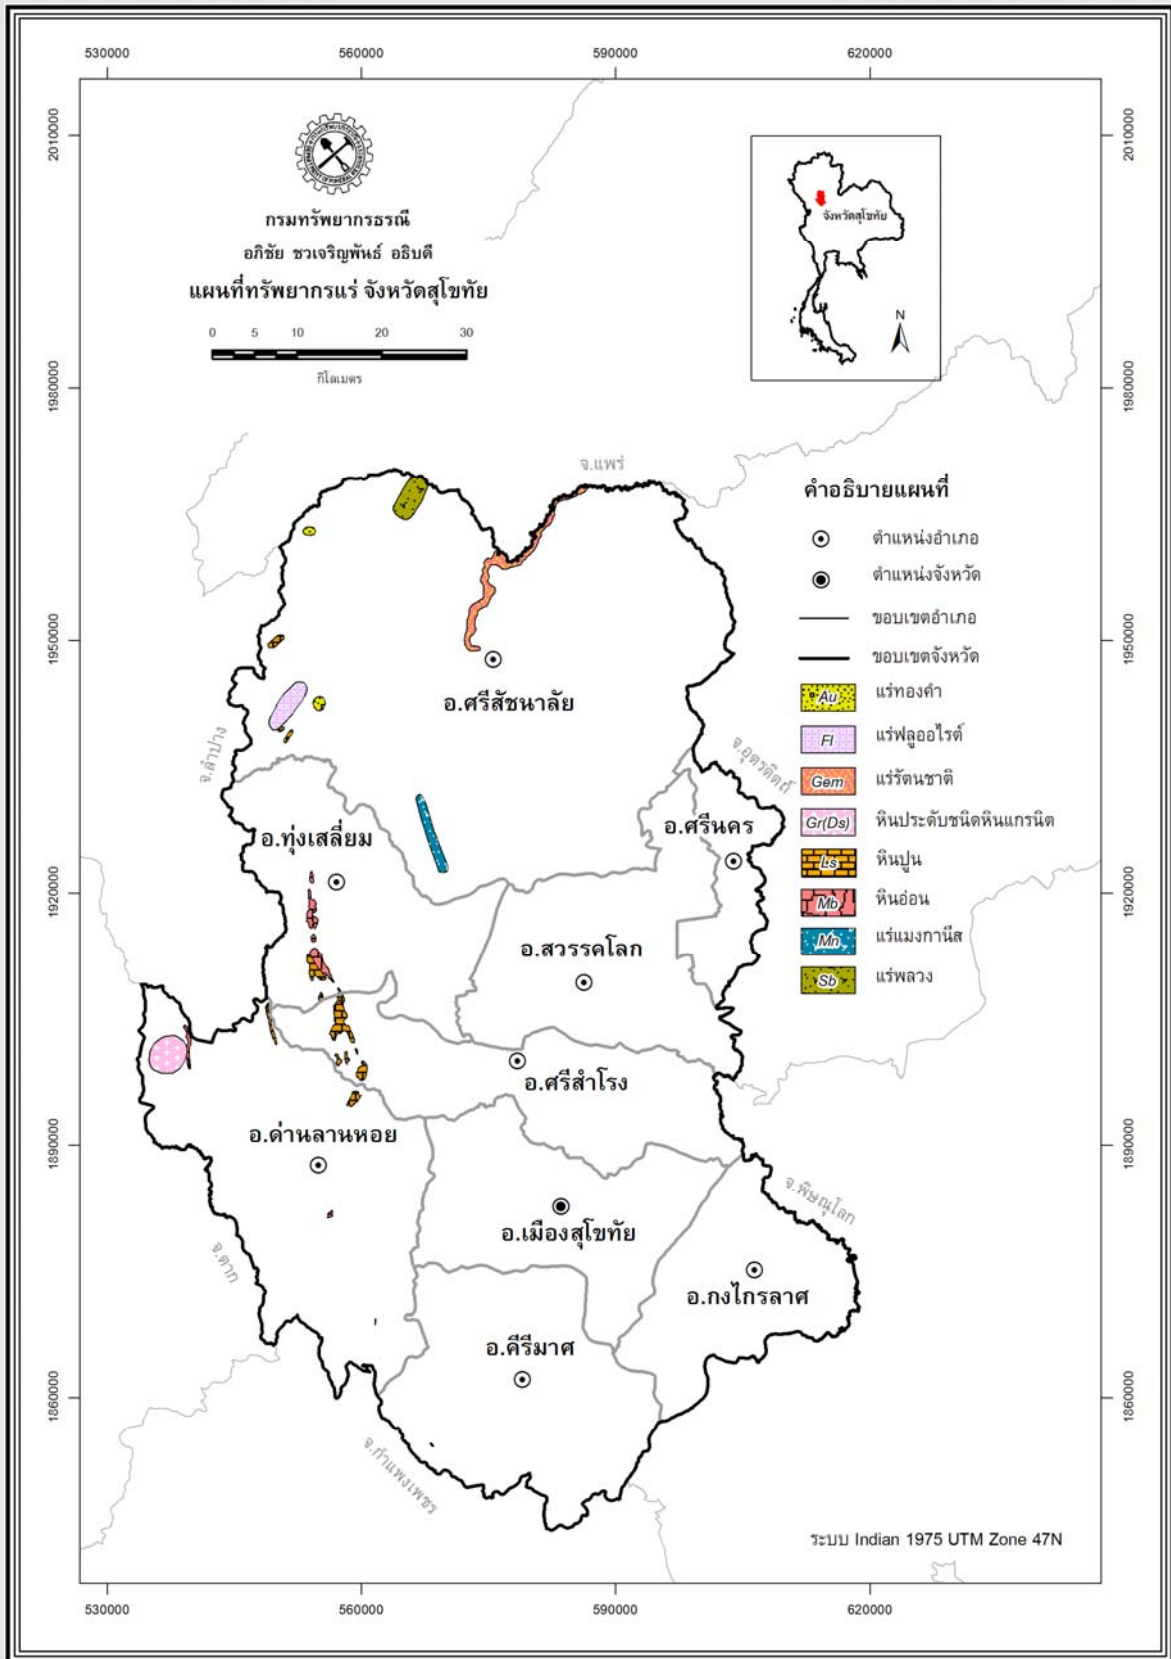 530000
560000
590000
620000
2010000
2010000
กรมทรัพยากรธรณี
อภิชัย ชวเจริญพันธ์ อธิบดี
แผนที่ทรัพยากรแร่ จังหวัดสุโขทัย
0 5 10 20 30
กิโลเมตร
จังหวัดสุโขทัย
N
1980000
1980000
จ.แพร่
คำอธิบายแผนที่
ตำแหน่งอำเภอ
ตำแหน่งจังหวัด
ขอบเขตอำเภอ
ขอบเขตจังหวัด
Au แร่ทองคำ
Fl แร่ฟลูออไรต์
Gem แร่รัตนชาติ
Gr(Ds) หินประดับชนิดหินแกรนิต
Ls หินปูน
Mb หินอ่อน
Mn แร่แมงกานีส
Sb แร่พลวง
1950000
1950000
อ.ศรีสัชนาลัย
จ.ลำปาง
จ.อุตรดิตถ์
อ.ทุ่งเสลี่ยม
อ.ศรีนคร
1920000
1920000
อ.สวรรคโลก
อ.ศรีสำโรง
อ.ด่านลานหอย
1890000
1890000
จ.พิษณุโลก
อ.เมืองสุโขทัย
จ.ตาก
อ.กงไกรลาศ
อ.คีรีมาศ
1860000
1860000
จ.กำแพงเพชร
ระบบ Indian 1975 UTM Zone 47N
530000
560000
590000
620000